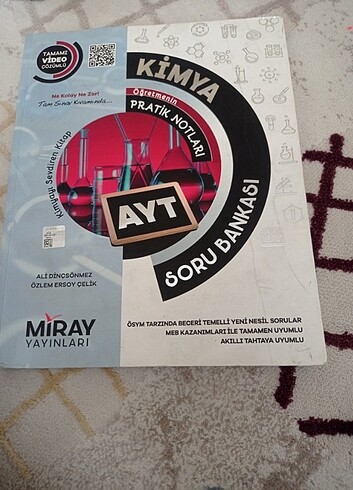 TAMAMI
VİDEO
ÇÖZÜMLÜ
Ne Kolay Ne Zor!
Tam Sınav Kıvamında...
KİMYA
Öğretmenin
PRATİK NOTLARI
Kimyayı Sevdiren Kitap
AYT
SORU BANKASI
ALİ DİNÇSÖNMEZ
ÖZLEM ERSOY ÇELİK
MİRAY
YAYINLARI
ÖSYM TARZINDA BECERİ TEMELLİ YENİ NESİL SORULAR
MEB KAZANIMLARI İLE TAMAMEN UYUMLU
AKILLI TAHTAYA UYUMLU